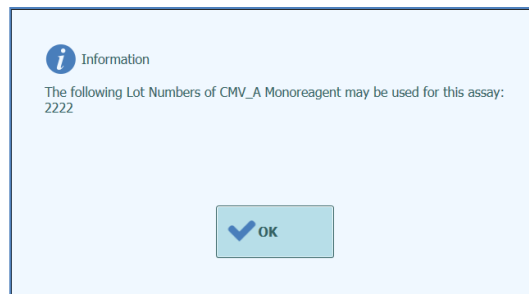 Information
The following Lot Numbers of CMV_A Monoreagent may be used for this assay:
2222
OK